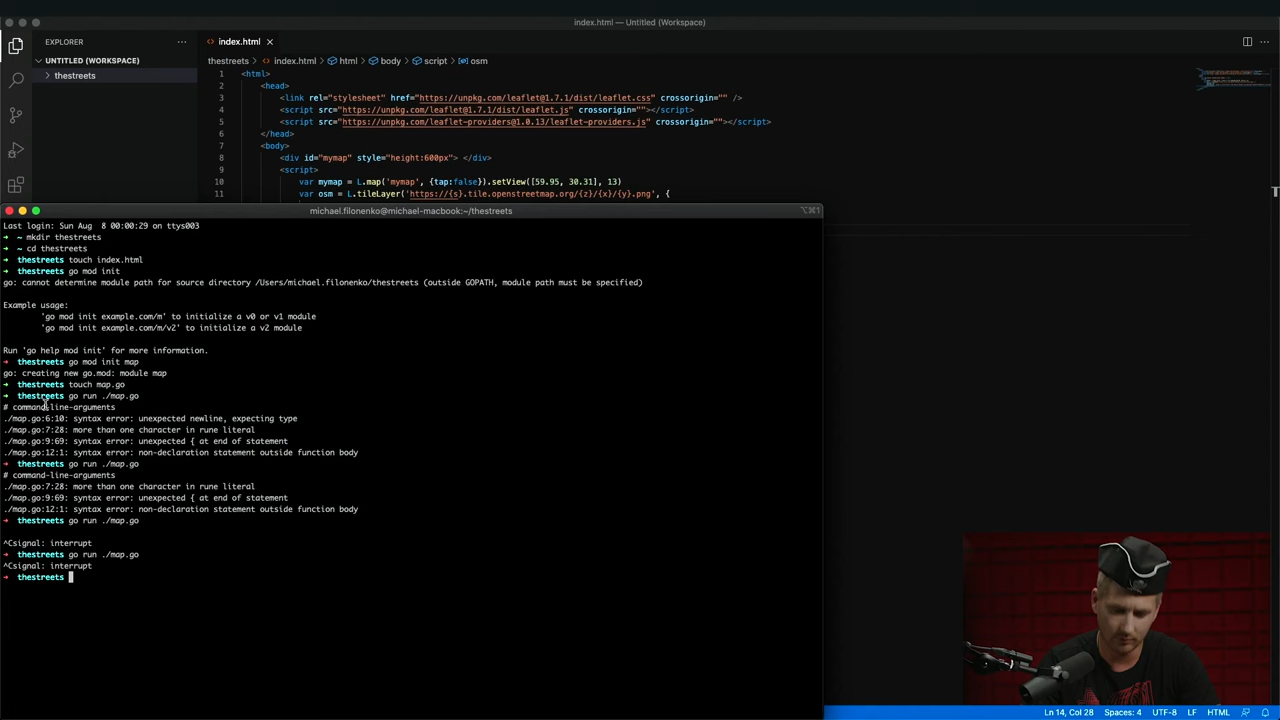 index.html — Untitled (Workspace)
EXPLORER
index.html
UNTITLED (WORKSPACE)
thestreets
thestreets > index.html > html > body > script > osm
1 <html>
2 <head>
3 <link rel="stylesheet" href="https://unpkg.com/leaflet@1.7.1/dist/leaflet.css" crossorigin="" />
4 <script src="https://unpkg.com/leaflet@1.7.1/dist/leaflet.js" crossorigin=""></script>
5 <script src="https://unpkg.com/leaflet-providers@1.0.13/leaflet-providers.js" crossorigin=""></script>
6 </head>
7 <body>
8 <div id="mymap" style="height:600px"> </div>
9 <script>
10 var mymap = L.map('mymap', {tap:false}).setView([59.95, 30.31], 13)
11 var osm = L.tileLayer('https://{s}.tile.openstreetmap.org/{z}/{x}/{y}.png', {
michael.filonenko@michael-macbook:~/thestreets
⌥⌘1
Last login: Sun Aug  8 00:00:29 on ttys003
➜ ~ mkdir thestreets
➜ ~ cd thestreets
➜ thestreets touch index.html
➜ thestreets go mod init
go: cannot determine module path for source directory /Users/michael.filonenko/thestreets (outside GOPATH, module path must be specified)
Example usage:
'go mod init example.com/m' to initialize a v0 or v1 module
'go mod init example.com/m/v2' to initialize a v2 module
Run 'go help mod init' for more information.
➜ thestreets go mod init map
go: creating new go.mod: module map
➜ thestreets touch map.go
➜ thestreets go run ./map.go
# command-line-arguments
./map.go:6:10: syntax error: unexpected newline, expecting type
./map.go:7:28: more than one character in rune literal
./map.go:9:69: syntax error: unexpected { at end of statement
./map.go:12:1: syntax error: non-declaration statement outside function body
➜ thestreets go run ./map.go
# command-line-arguments
./map.go:7:28: more than one character in rune literal
./map.go:9:69: syntax error: unexpected { at end of statement
./map.go:12:1: syntax error: non-declaration statement outside function body
➜ thestreets go run ./map.go
^Csignal: interrupt
➜ thestreets go run ./map.go
^Csignal: interrupt
➜ thestreets
Ln 14, Col 28 Spaces: 4 UTF-8 LF HTML